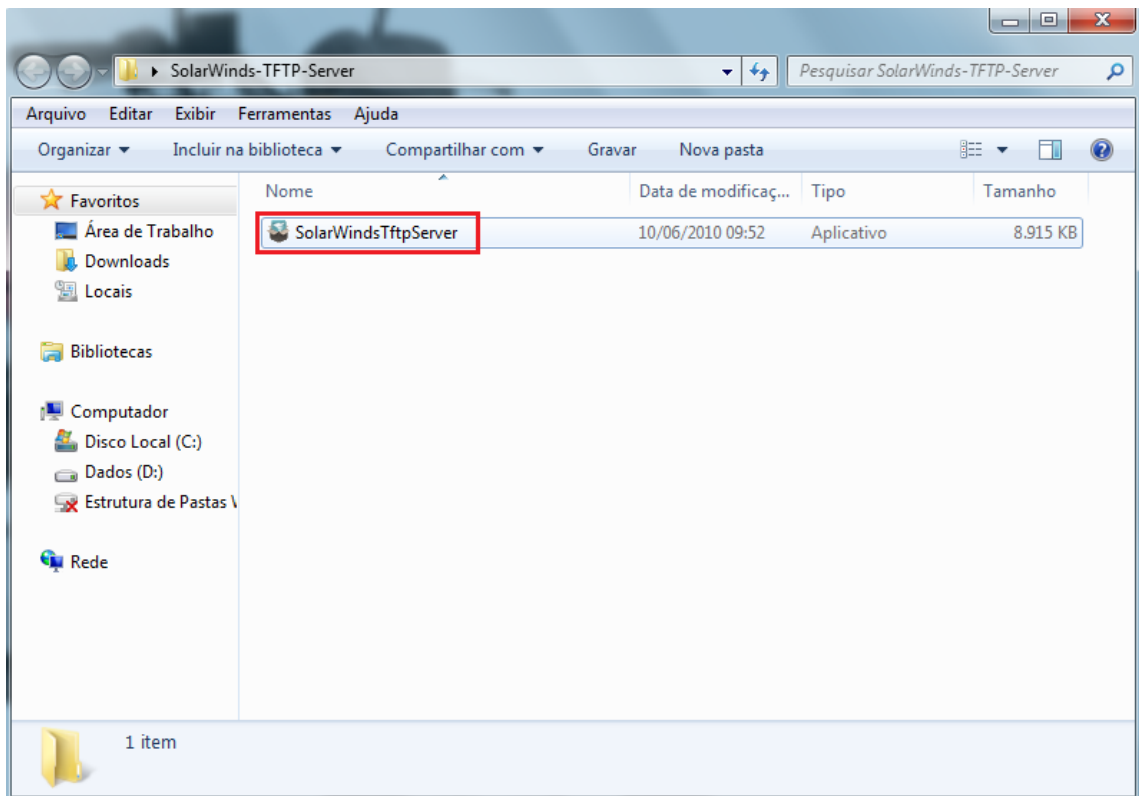 SolarWinds-TFTP-Server
Pesquisar SolarWinds-TFTP-Server
Arquivo Editar Exibir Ferramentas Ajuda
Organizar Incluir na biblioteca Compartilhar com Gravar Nova pasta
Nome Data de modificaç... Tipo Tamanho
SolarWindsTftpServer 10/06/2010 09:52 Aplicativo 8.915 KB
Favoritos
Área de Trabalho
Downloads
Locais
Bibliotecas
Computador
Disco Local (C:)
Dados (D:)
Estrutura de Pastas
Rede
1 item